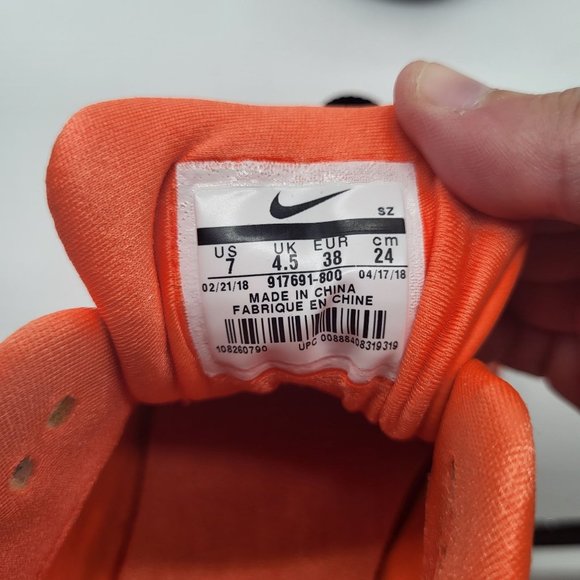 SZ
US UK EUR cm
7 4.5 38 24
02/21/18 917691-800 04/17/18
MADE IN CHINA
FABRIQUE EN CHINE
108260790 UPC 00888408319319